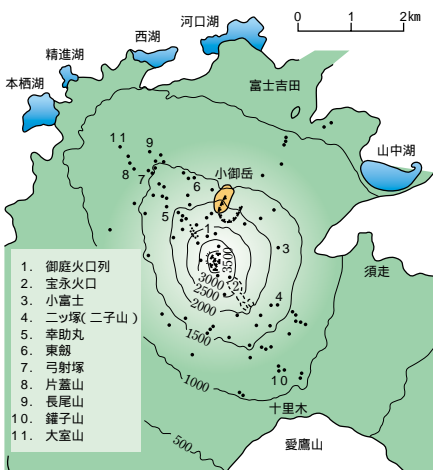 河口湖
0 1 2km
西湖
精進湖
本栖湖
富士吉田
山中湖
11 9
8 7
6
小御岳
5
1
3
須走
3500
3000
2500
2000
2
4
1500
1000
10
十里木
500
愛鷹山
1. 御庭火口列
2. 宝永火口
3. 小富士
4. 二ッ塚(二子山)
5. 幸助丸
6. 東剱
7. 弓射塚
8. 片蓋山
9. 長尾山
10. 鑵子山
11. 大室山